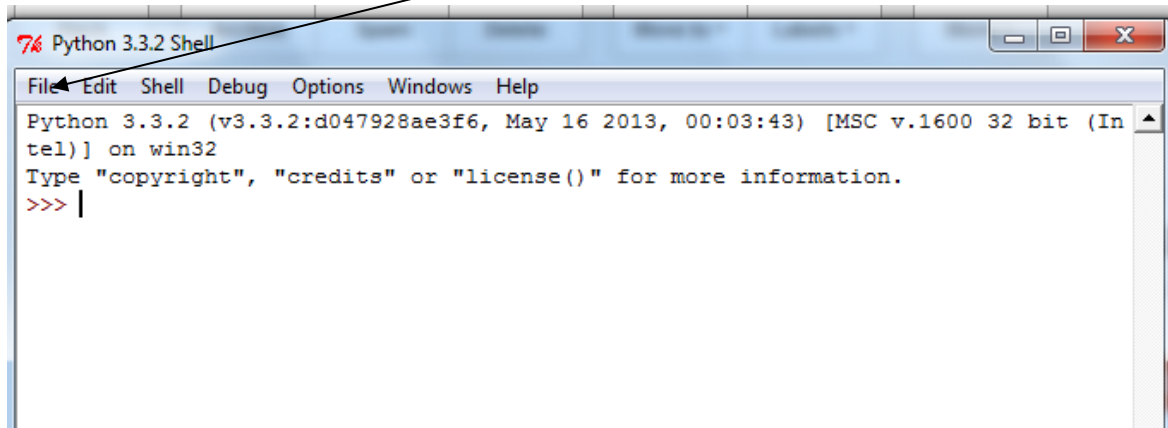 Python 3.3.2 Shell
File Edit Shell Debug Options Windows Help
Python 3.3.2 (v3.3.2:d047928ae3f6, May 16 2013, 00:03:43) [MSC v.1600 32 bit (In
tel)] on win32
Type "copyright", "credits" or "license()" for more information.
>>>